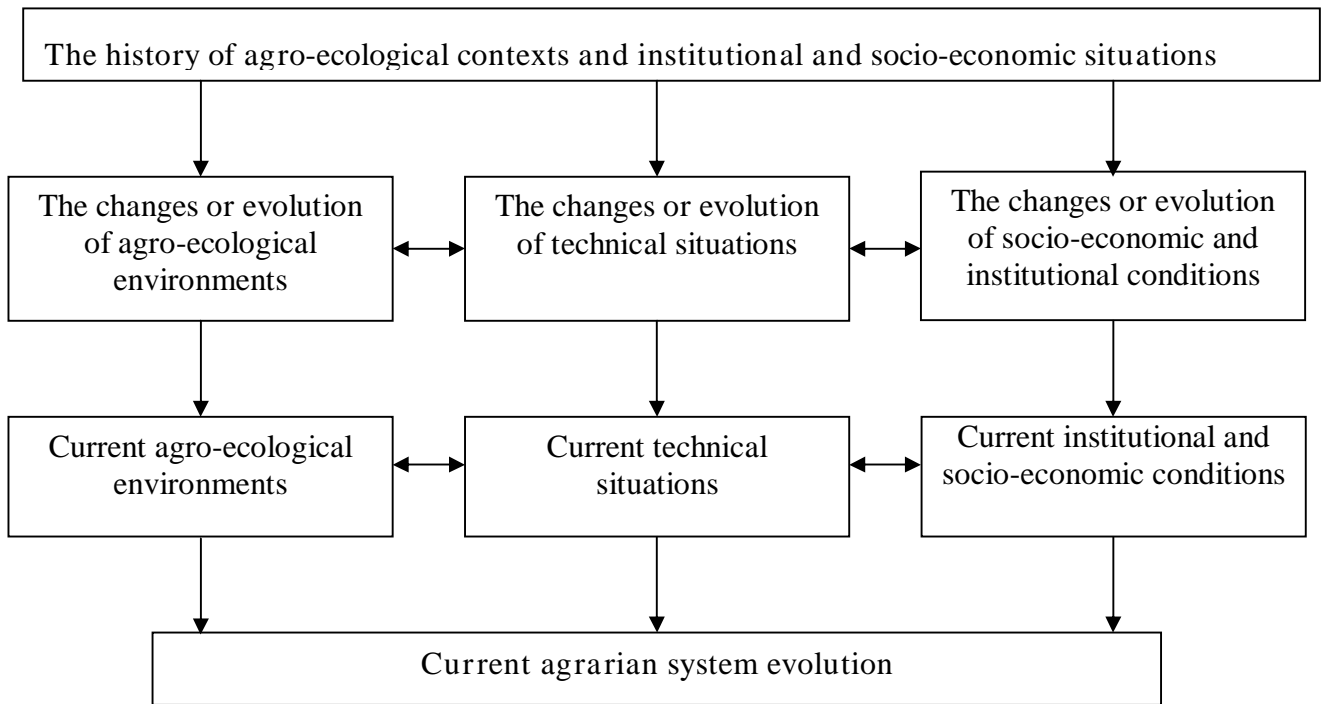 The history of agro-ecological contexts and institutional and socio-economic situations
The changes or evolution
of agro-ecological
environments
The changes or evolution
of technical situations
The changes or evolution
of socio-economic and
institutional conditions
Current agro-ecological
environments
Current technical
situations
Current institutional and
socio-economic conditions
Current agrarian system evolution